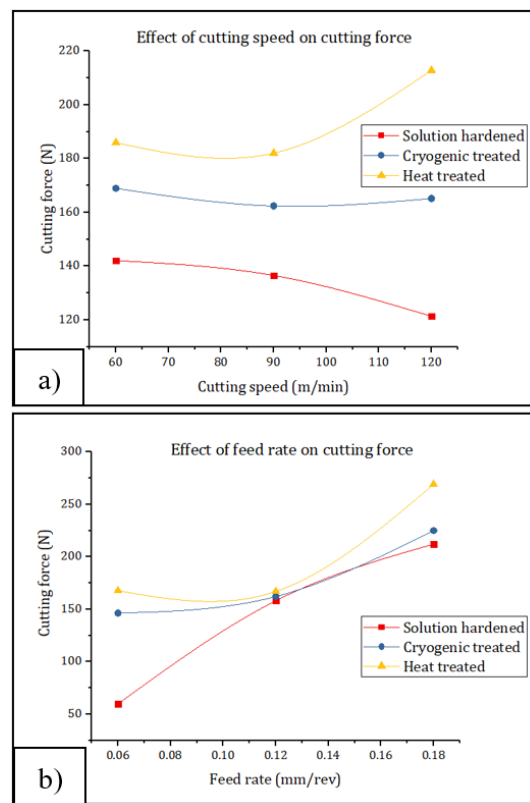 Effect of cutting speed on cutting force
220
200
180
160
140
120
Cutting force (N)
Solution hardened
Cryogenic treated
Heat treated
60 70 80 90 100 110 120
Cutting speed (m/min)
a)
Effect of feed rate on cutting force
300
250
200
150
100
50
Cutting force (N)
Solution hardened
Cryogenic treated
Heat treated
0.06 0.08 0.10 0.12 0.14 0.16 0.18
Feed rate (mm/rev)
b)